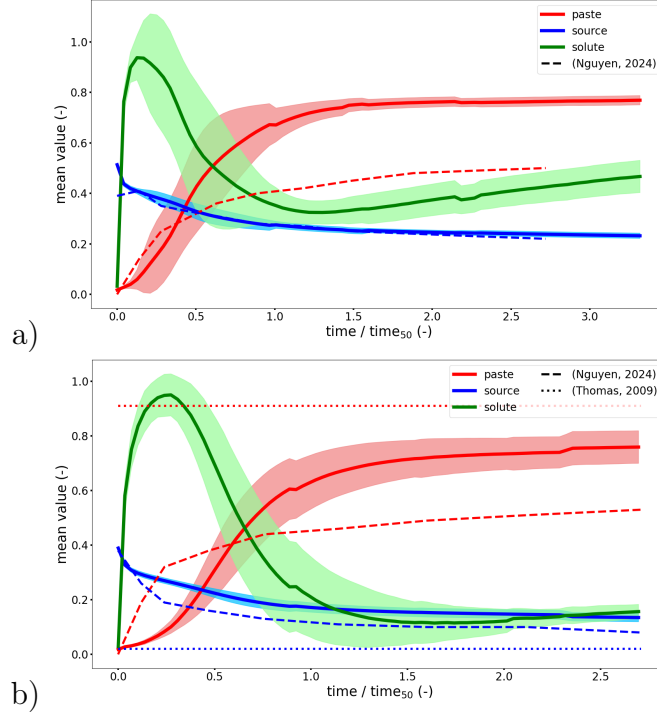 1.0
0.8
0.6
0.4
0.2
0.0
mean value (-)
paste
source
solute
(Nguyen, 2024)
0.0 0.5 1.0 1.5 2.0 2.5 3.0
time / time₅₀ (-)
a)
1.0
0.8
0.6
0.4
0.2
0.0
mean value (-)
paste (Nguyen, 2024)
source (Thomas, 2009)
solute
0.0 0.5 1.0 1.5 2.0 2.5
time / time₅₀ (-)
b)